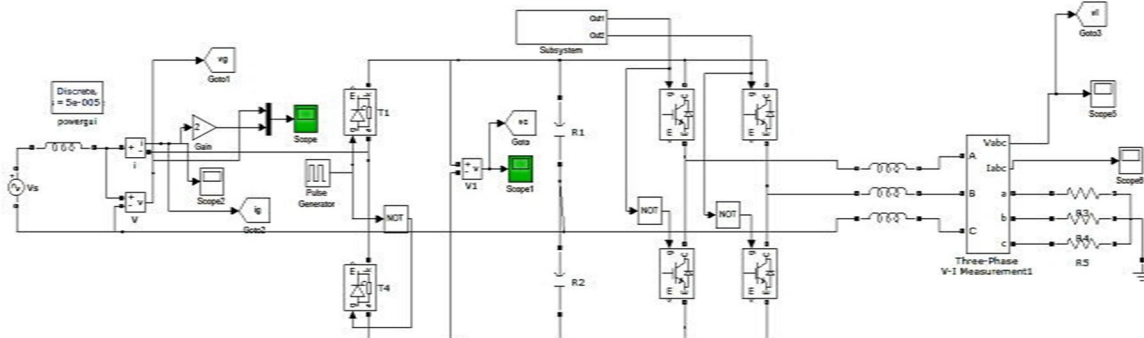 Discrete,
s = 5e-005
powergui
Vs
+
-
i
i
+
-
v
V
vg
Goto1
2
Gain
Scope
Scope2
ig
Goto2
Pulse
Generator
NOT
T1
T4
+
-
v
V1
vc
Goto
Scope1
Out1
Out2
Subsystem
R1
R2
NOT
NOT
g
C
E
g
C
E
g
C
E
g
C
E
A
B
C
Vabc
Iabc
a
b
c
Three-Phase
V-I Measurement1
Goto3
Scope5
Scope6
R3
R4
R5